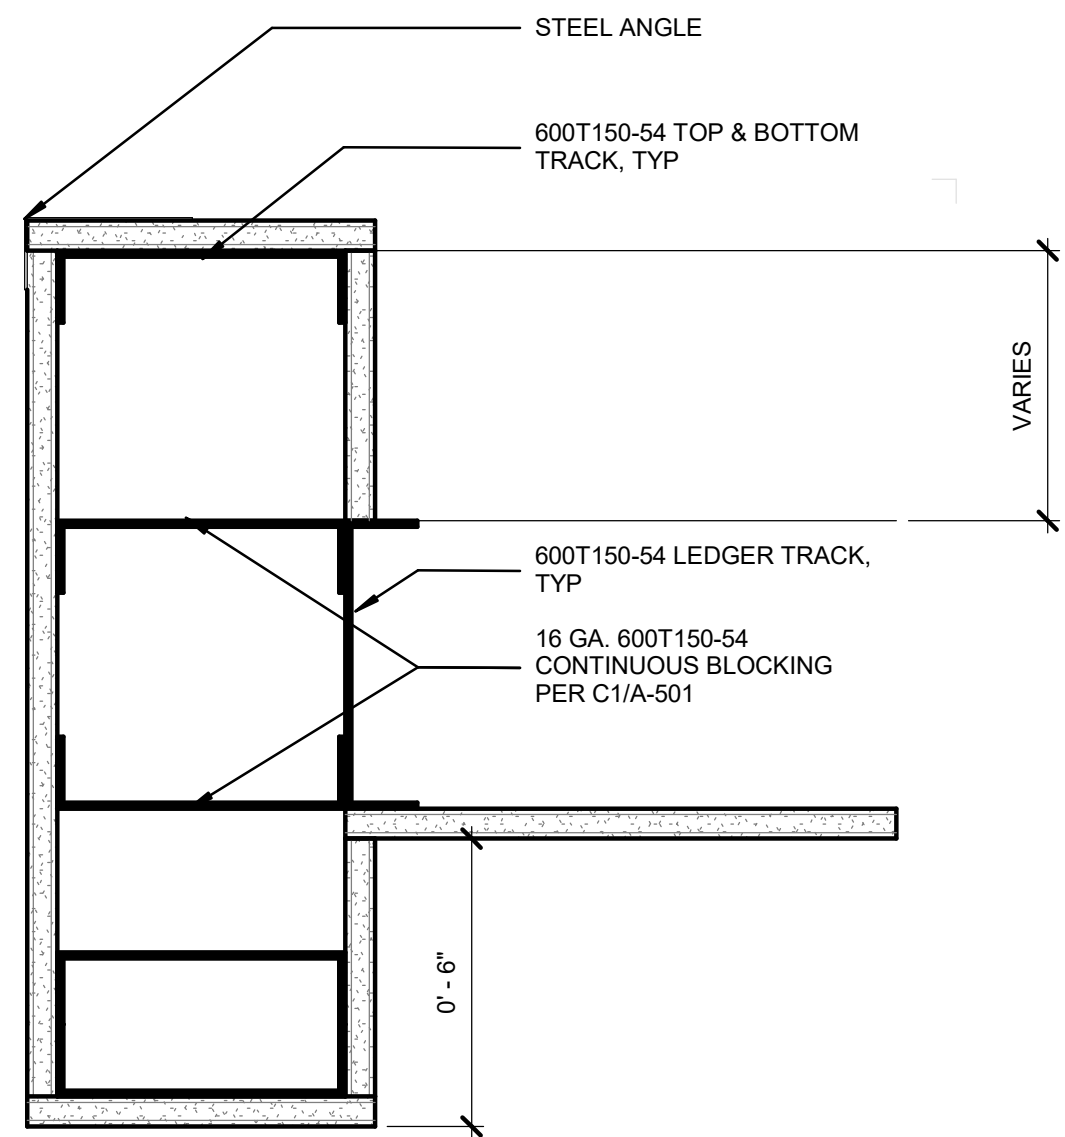 STEEL ANGLE
600T150-54 TOP & BOTTOM
TRACK, TYP
VARIES
600T150-54 LEDGER TRACK,
TYP
16 GA. 600T150-54
CONTINUOUS BLOCKING
PER C1/A-501
0' - 6"